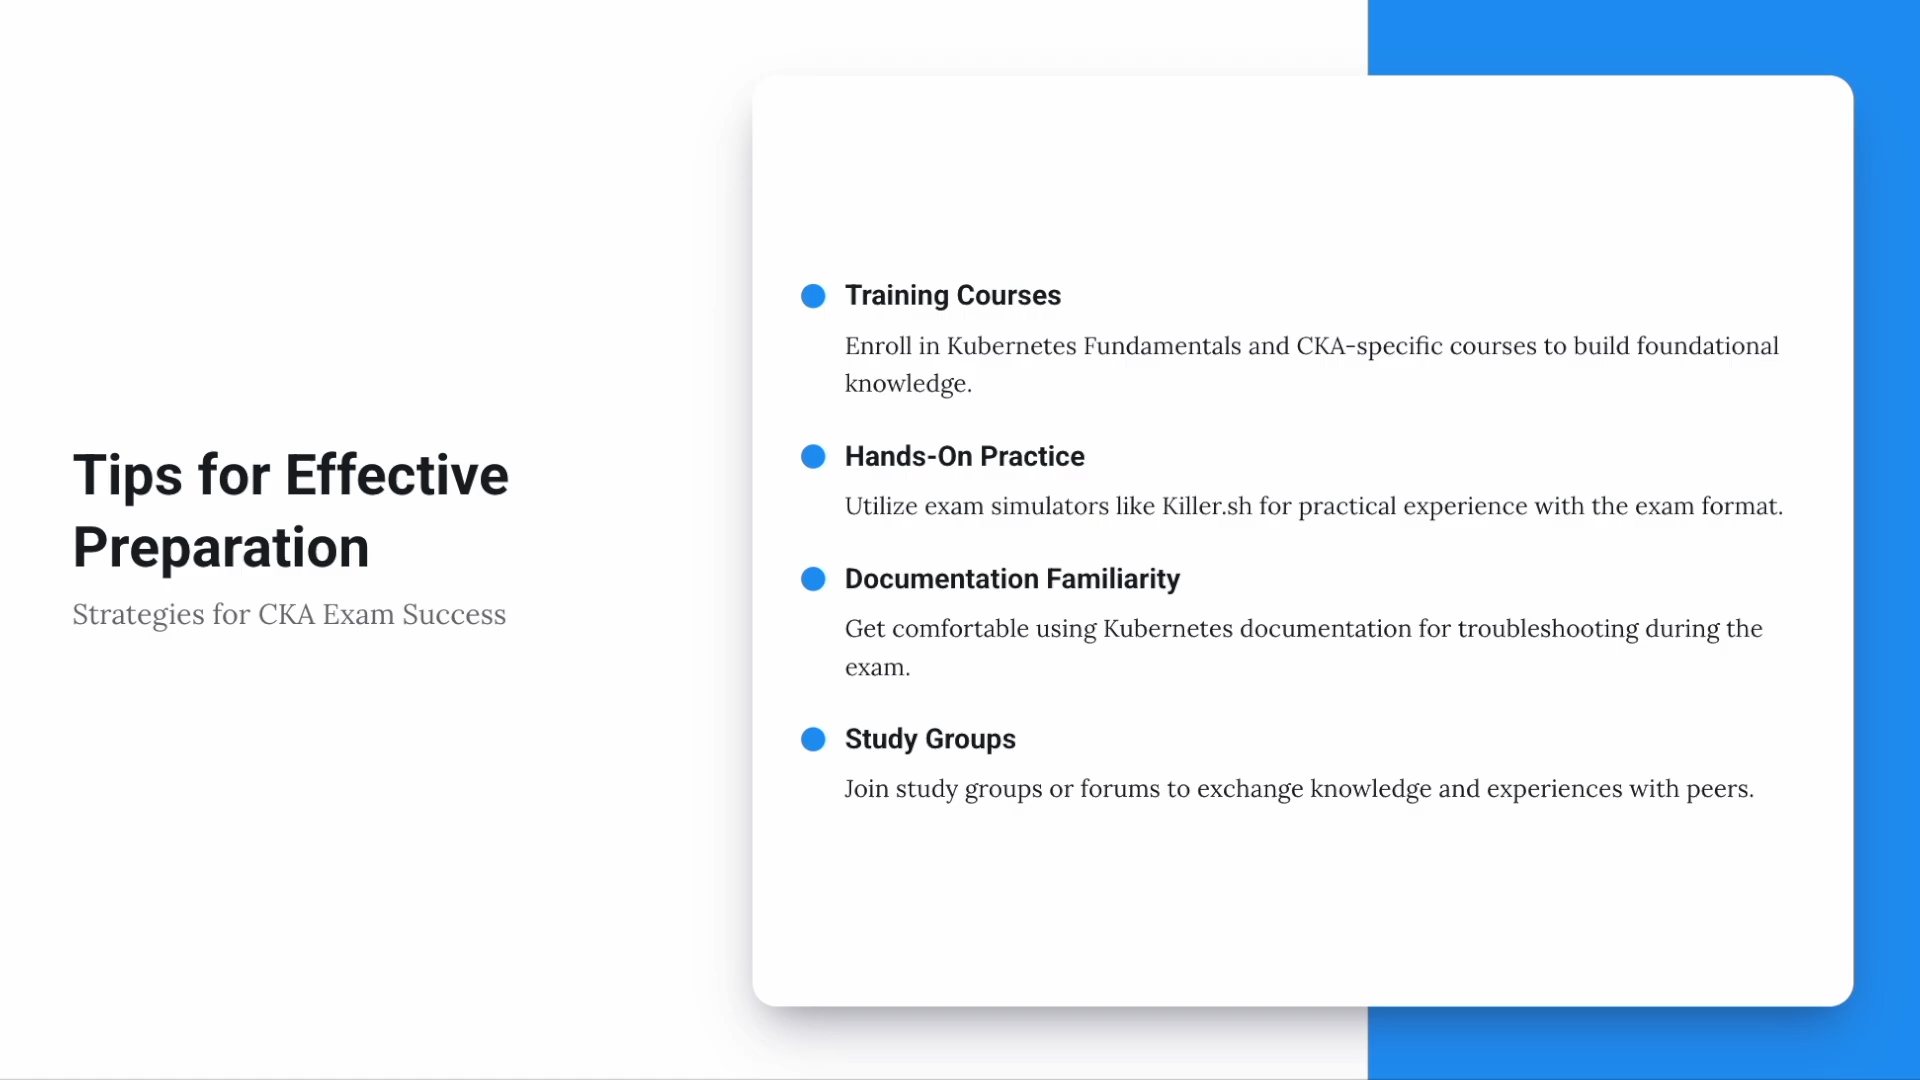 Tips for Effective
Preparation
Strategies for CKA Exam Success
Training Courses
Enroll in Kubernetes Fundamentals and CKA-specific courses to build foundational
knowledge.
Hands-On Practice
Utilize exam simulators like Killer.sh for practical experience with the exam format.
Documentation Familiarity
Get comfortable using Kubernetes documentation for troubleshooting during the
exam.
Study Groups
Join study groups or forums to exchange knowledge and experiences with peers.